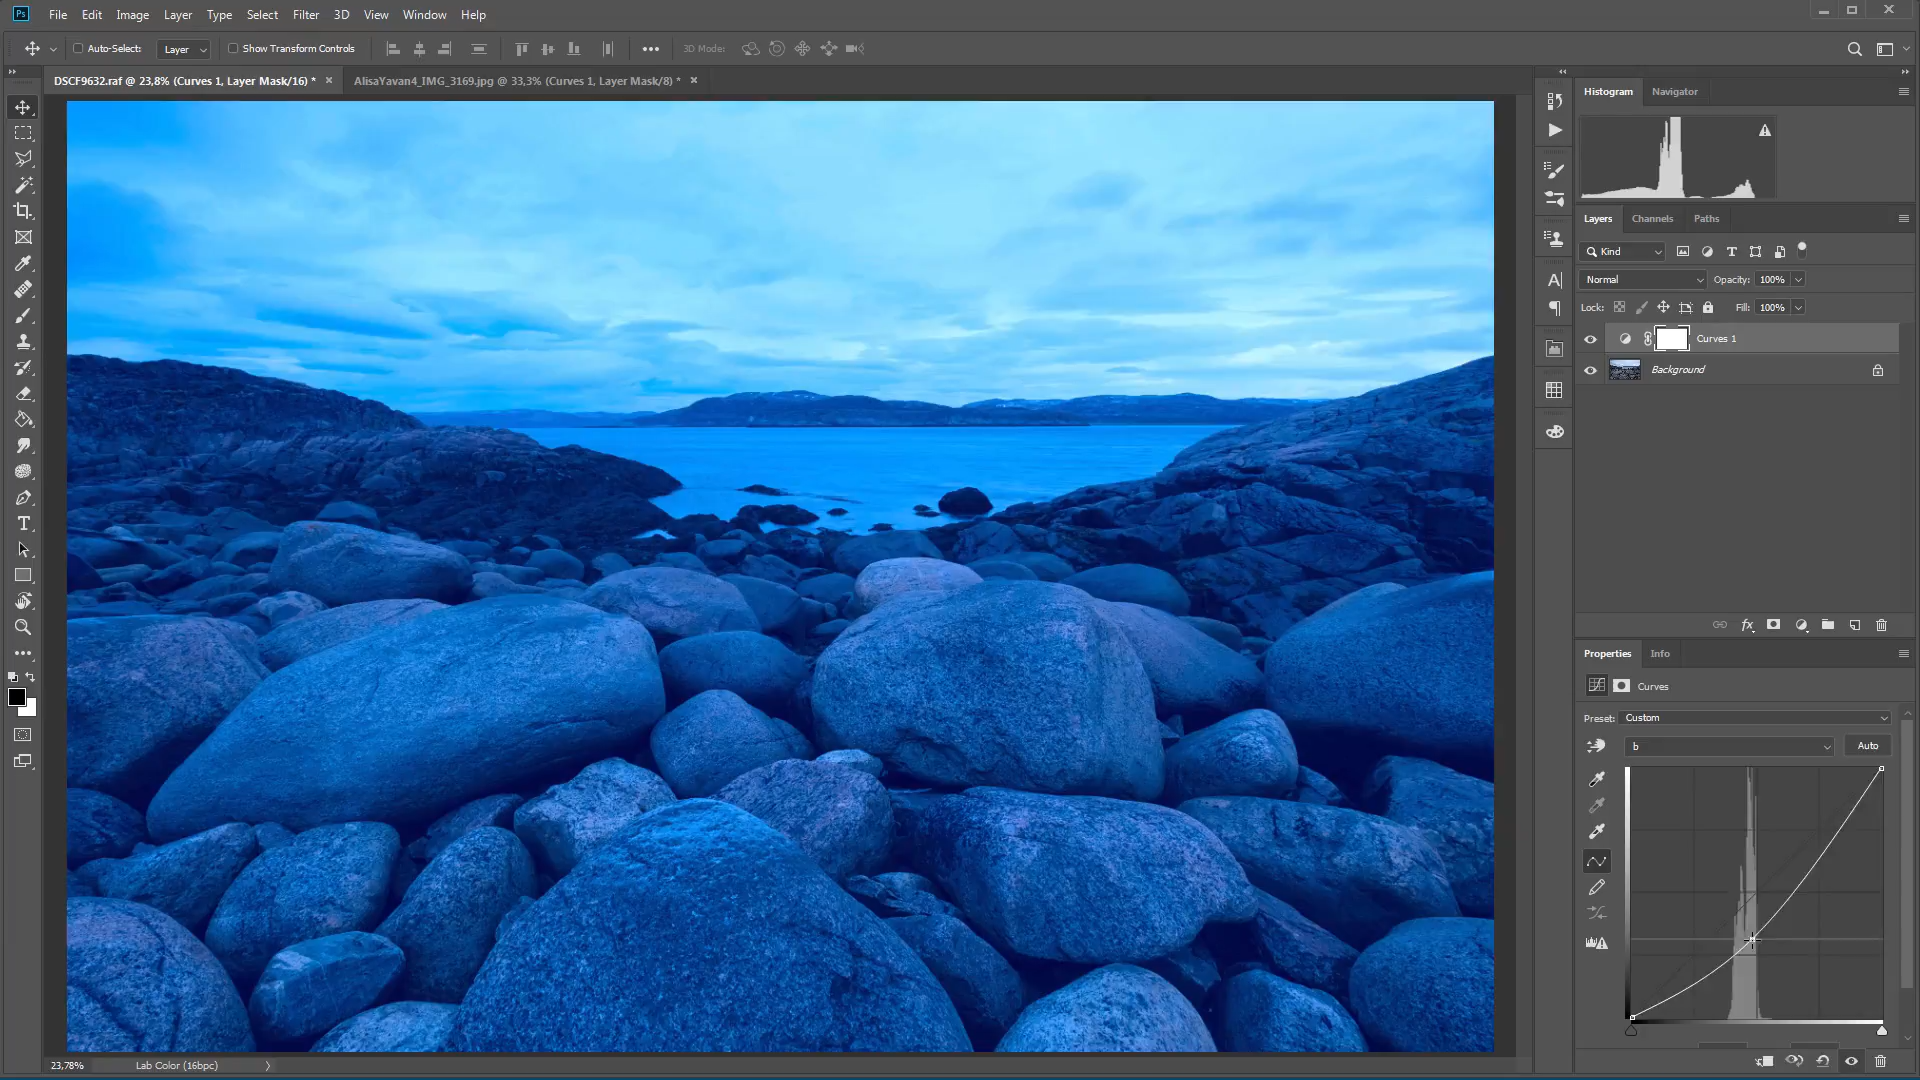 Ps File Edit Image Layer Type Select Filter 3D View Window Help
Auto-Select: Layer Show Transform Controls 3D Mode:
DSCF9632.raf @ 23,8% (Curves 1, Layer Mask/16) * AlisaYavan4_IMG_3169.jpg @ 33,3% (Curves 1, Layer Mask/8) *
Histogram Navigator
Layers Channels Paths
Kind
Normal Opacity: 100%
Lock: Fill: 100%
Curves 1
Background
Properties Info
Curves
Preset: Custom
b Auto
23,78% Lab Color (16bpc)